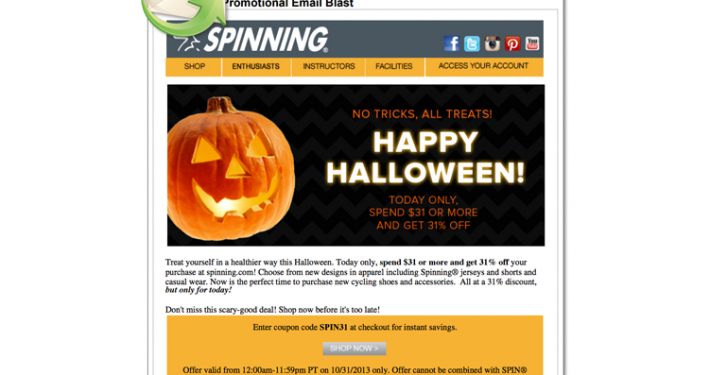 Promotional Email Blast
SPINNING®
SHOP ENTHUSIASTS INSTRUCTORS FACILITIES ACCESS YOUR ACCOUNT
NO TRICKS, ALL TREATS!
HAPPY
HALLOWEEN!
TODAY ONLY,
SPEND $31 OR MORE
AND GET 31% OFF
Treat yourself in a healthier way this Halloween. Today only, spend $31 or more and get 31% off your
purchase at spinning.com! Choose from new designs in apparel including Spinning® jerseys and shorts and
casual wear. Now is the perfect time to purchase new cycling shoes and accessories. All at a 31% discount,
but only for today!
Don't miss this scary-good deal! Shop now before it's too late!
Enter coupon code SPIN31 at checkout for instant savings.
SHOP NOW >
Offer valid from 12:00am-11:59pm PT on 10/31/2013 only. Offer cannot be combined with SPIN®